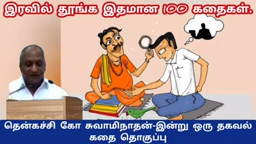 இரவில் தூங்க இதமான 100 கதைகள்.
தென்கச்சி கோ சுவாமிநாதன்-இன்று ஒரு தகவல்
கதை தொகுப்பு